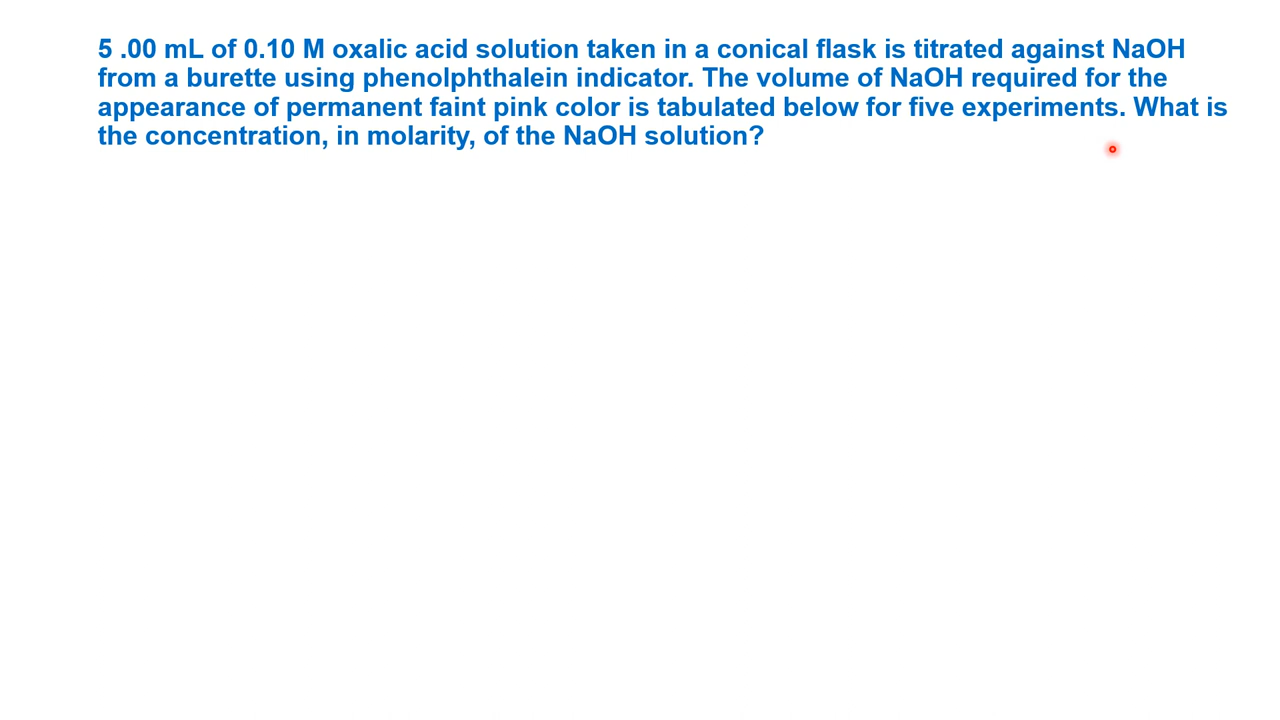 5 .00 mL of 0.10 M oxalic acid solution taken in a conical flask is titrated against NaOH
from a burette using phenolphthalein indicator. The volume of NaOH required for the
appearance of permanent faint pink color is tabulated below for five experiments. What is
the concentration, in molarity, of the NaOH solution?